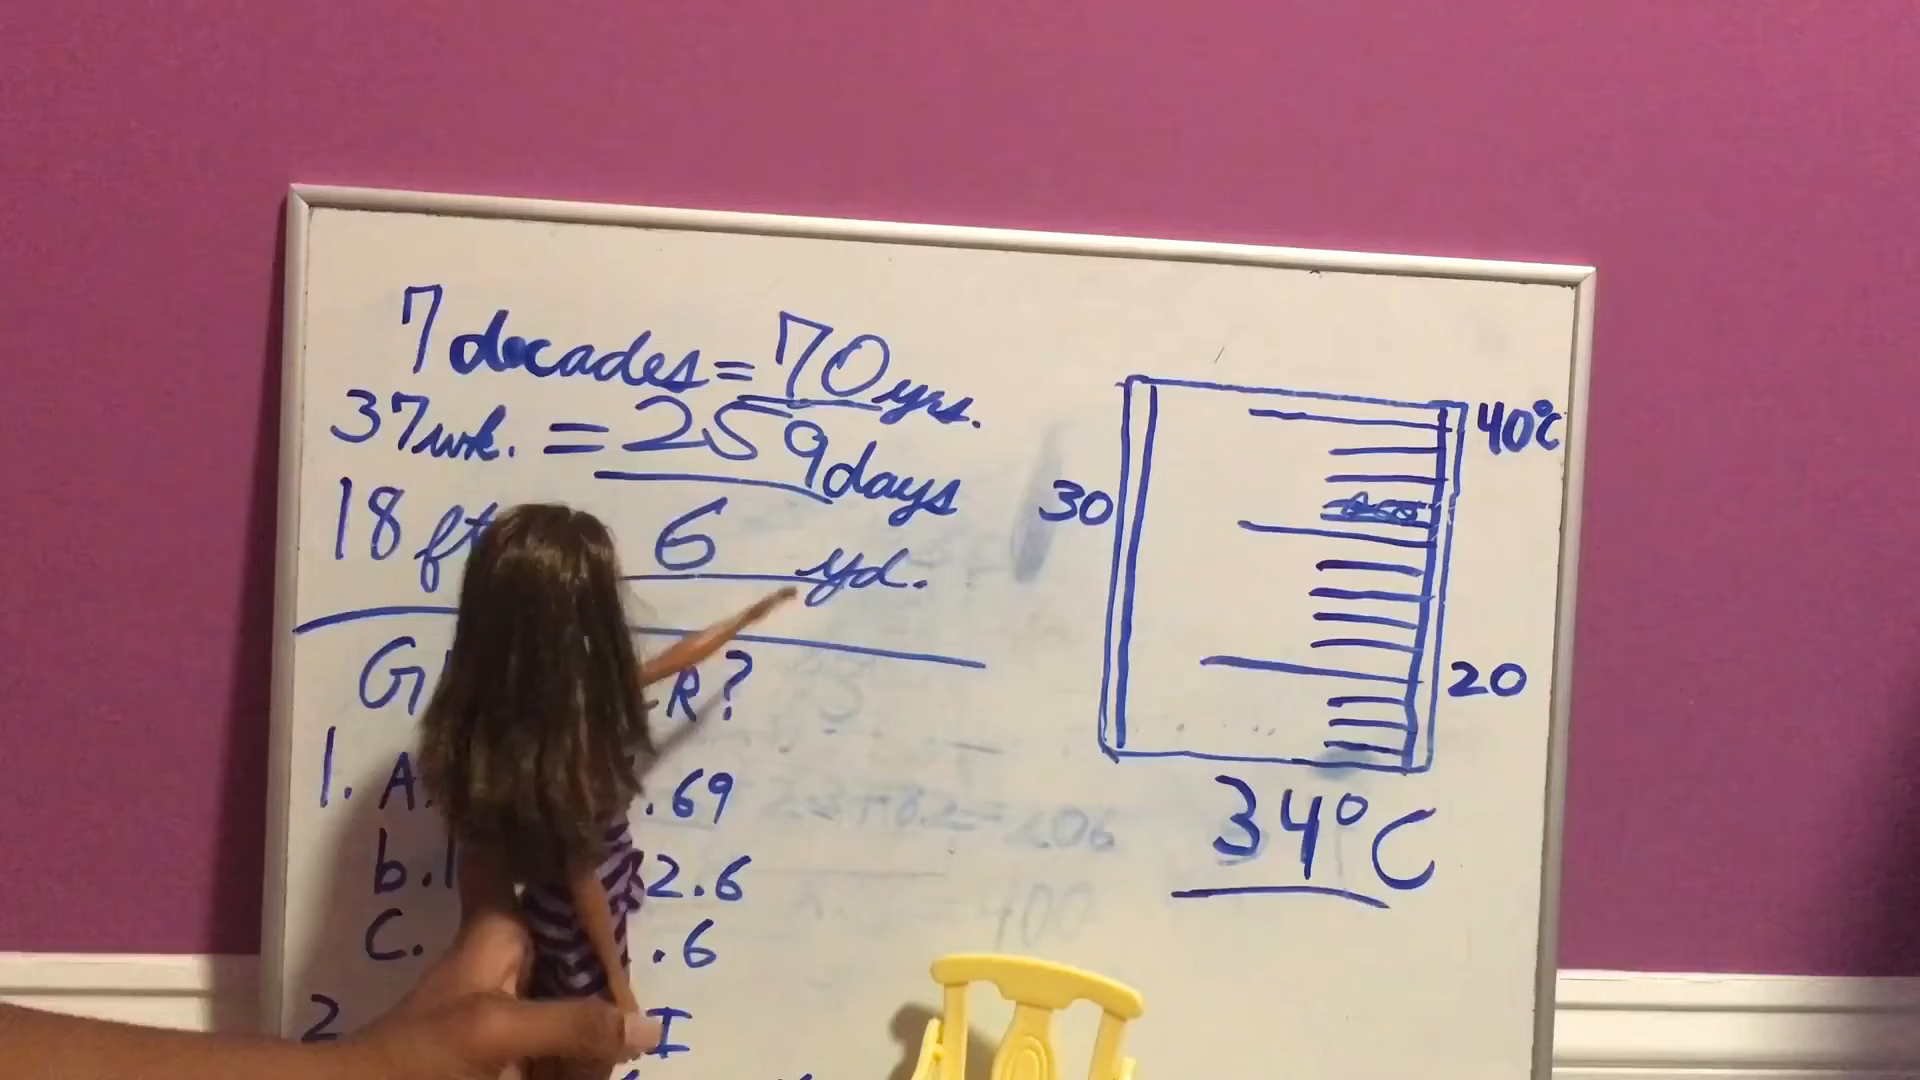 7 decades = 70 yrs.
37 wk. = 259 days
18 ft 6 yd.
G R?
1. A. .69
b. 2.6
C. .6
2 I
40°C
30
20
34°C